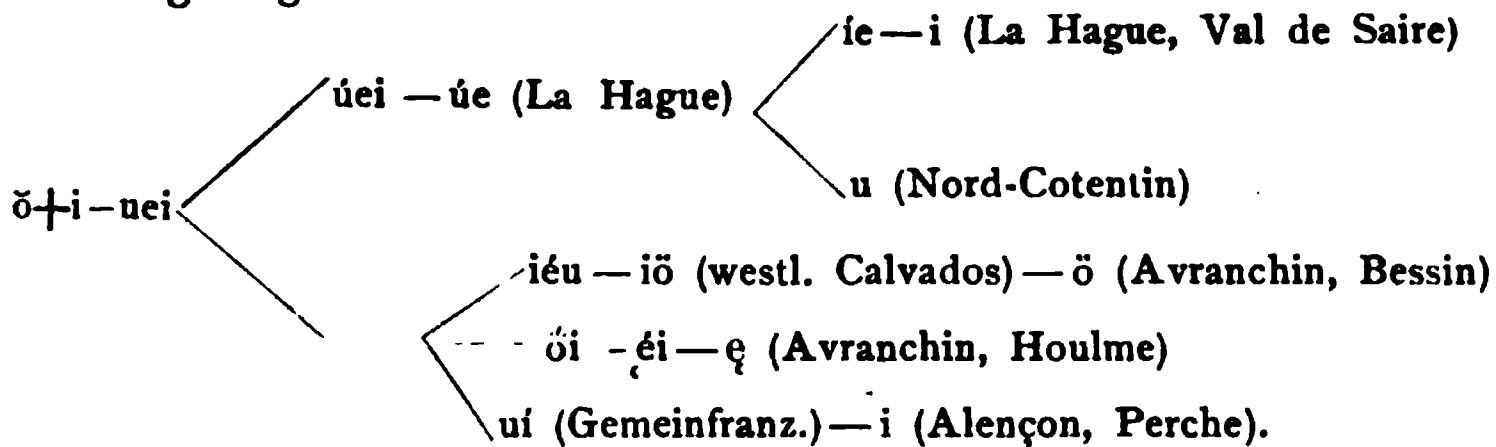 íe — i (La Hague, Val de Saire)
úei — úe (La Hague)
u (Nord-Cotentin)
ŏ+i – uei
iéu — iö (westl. Calvados) — ö (Avranchin, Bessin)
ö́i - ę́i — ę (Avranchin, Houlme)
uí (Gemeinfranz.) — i (Alençon, Perche).